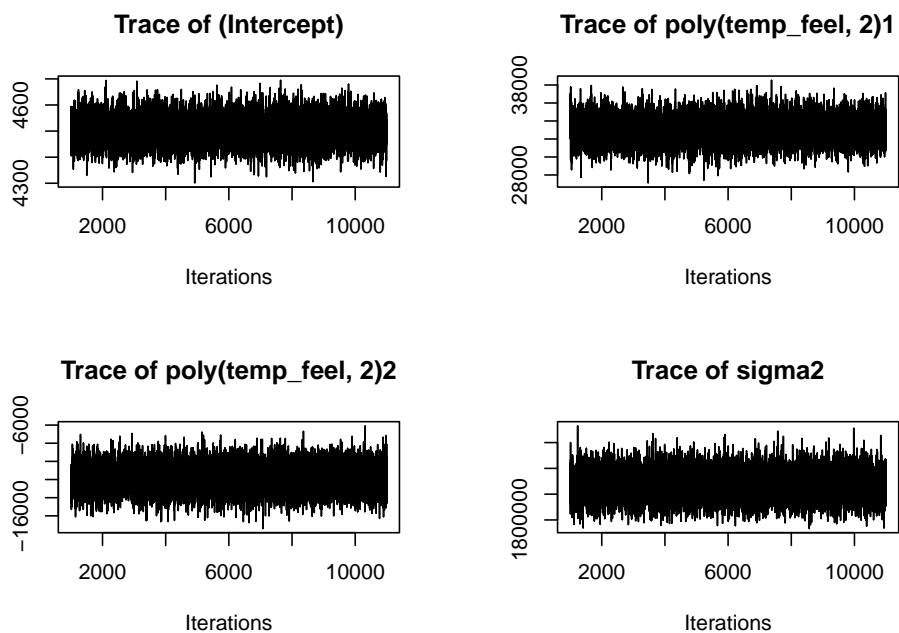 Trace of (Intercept)
4600
4300
2000 6000 10000
Iterations
Trace of poly(temp_feel, 2)1
38000
28000
2000 6000 10000
Iterations
Trace of poly(temp_feel, 2)2
−6000
−16000
2000 6000 10000
Iterations
Trace of sigma2
1800000
2000 6000 10000
Iterations